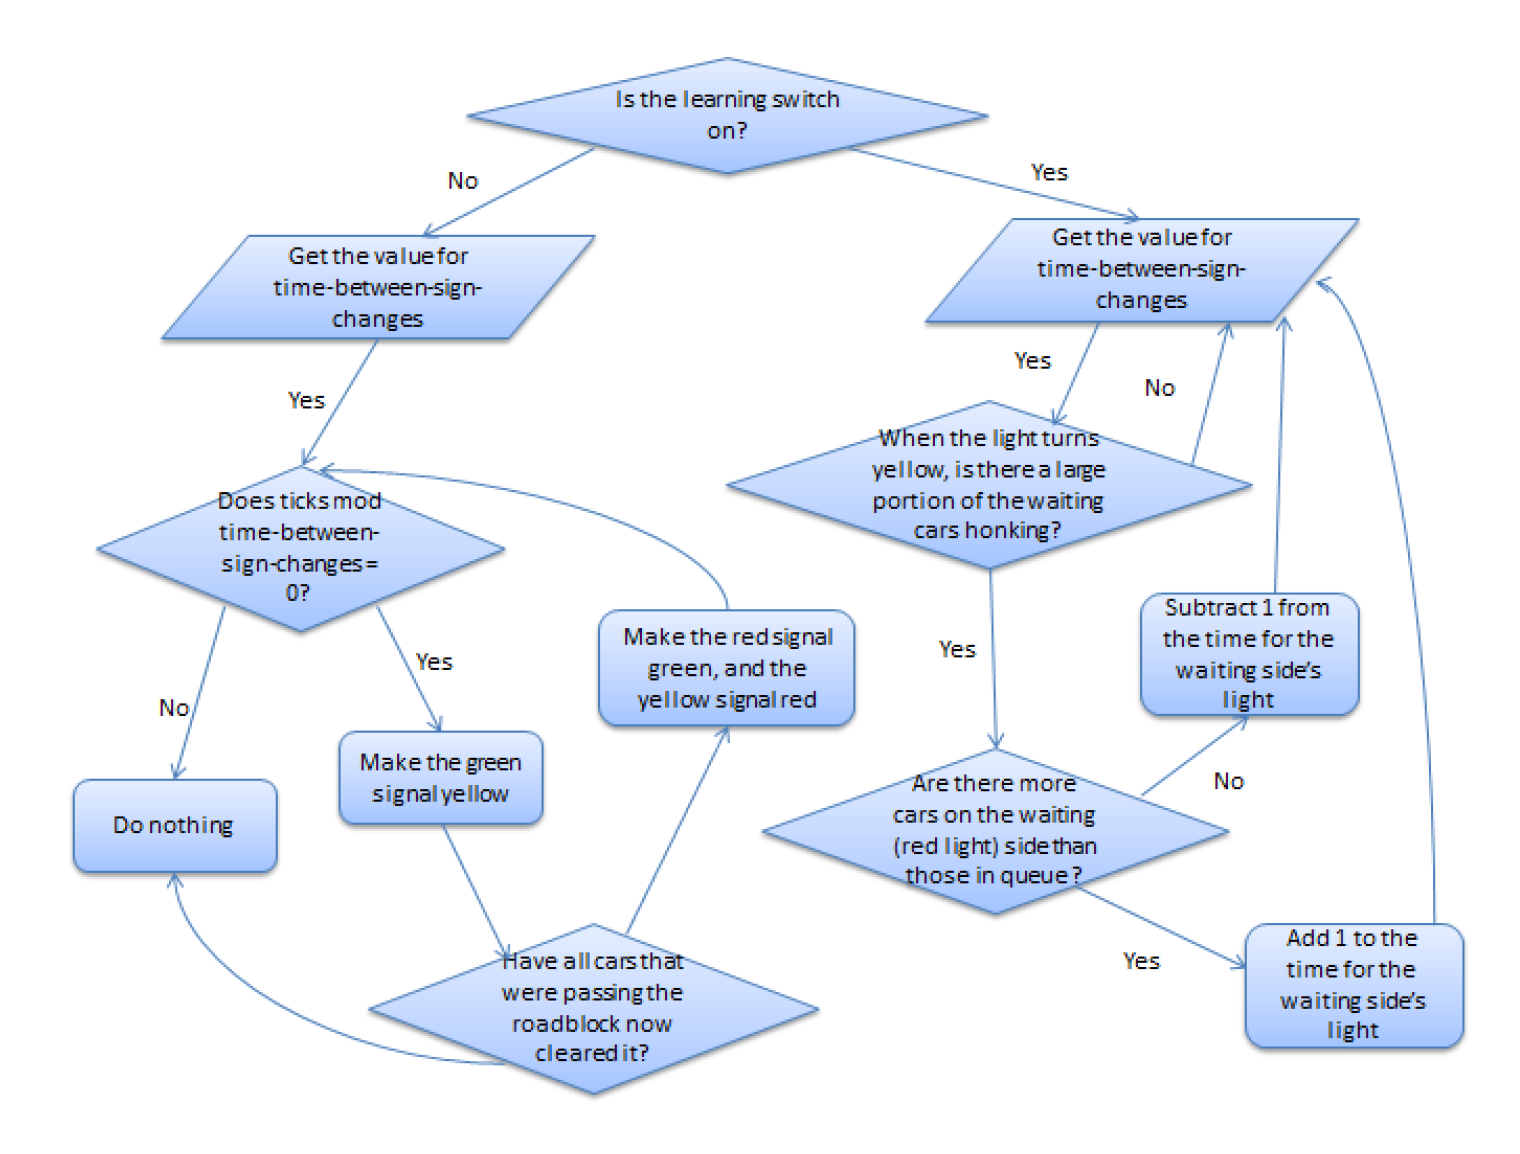 Is the learning switch
on?
No
Yes
Get the value for
time-between-sign-
changes
Get the value for
time-between-sign-
changes
Yes
Yes
No
When the light turns
yellow, is there a large
portion of the waiting
cars honking?
Does ticks mod
time-between-
sign-changes =
0?
No
Yes
Make the red signal
green, and the
yellow signal red
Yes
Subtract 1 from
the time for the
waiting side's
light
Make the green
signal yellow
Do nothing
Are there more
cars on the waiting
(red light) side than
those in queue?
No
Yes
Have all cars that
were passing the
roadblock now
cleared it?
Add 1 to the
time for the
waiting side's
light